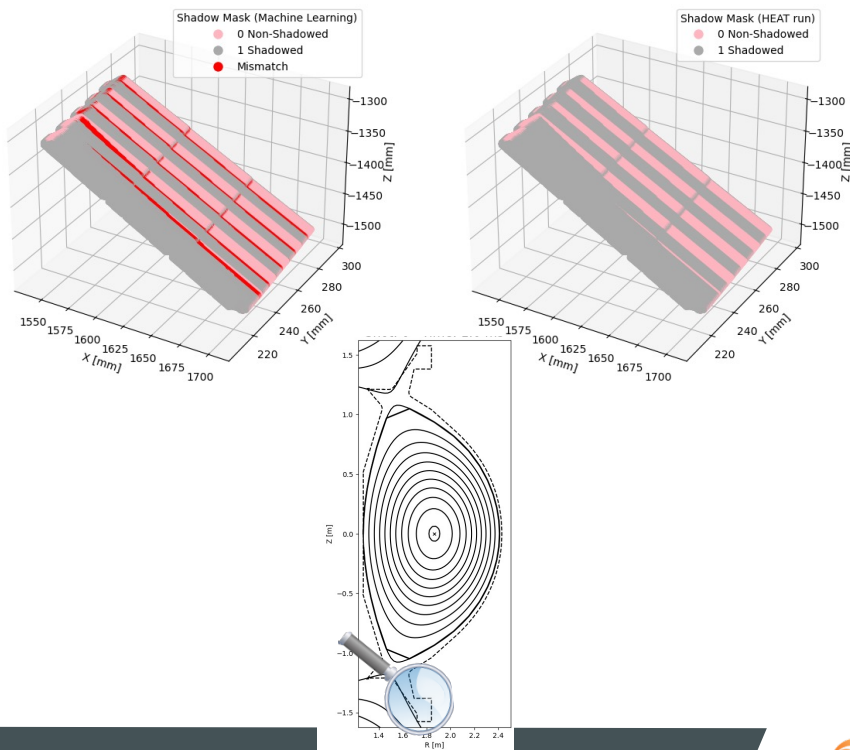 Shadow Mask (Machine Learning)
0 Non-Shadowed
1 Shadowed
Mismatch
−1300
−1350
−1400
−1450
−1500
Z [mm]
300
280
260
240
220
Y [mm]
1550
1575
1600
1625
1650
1675
1700
X [mm]
Shadow Mask (HEAT run)
0 Non-Shadowed
1 Shadowed
−1300
−1350
−1400
−1450
−1500
Z [mm]
300
280
260
240
220
Y [mm]
1550
1575
1600
1625
1650
1675
1700
X [mm]
1.5
1.0
0.5
0.0
−0.5
−1.0
−1.5
Z [m]
1.4 1.6 1.8 2.0 2.2 2.4
R [m]